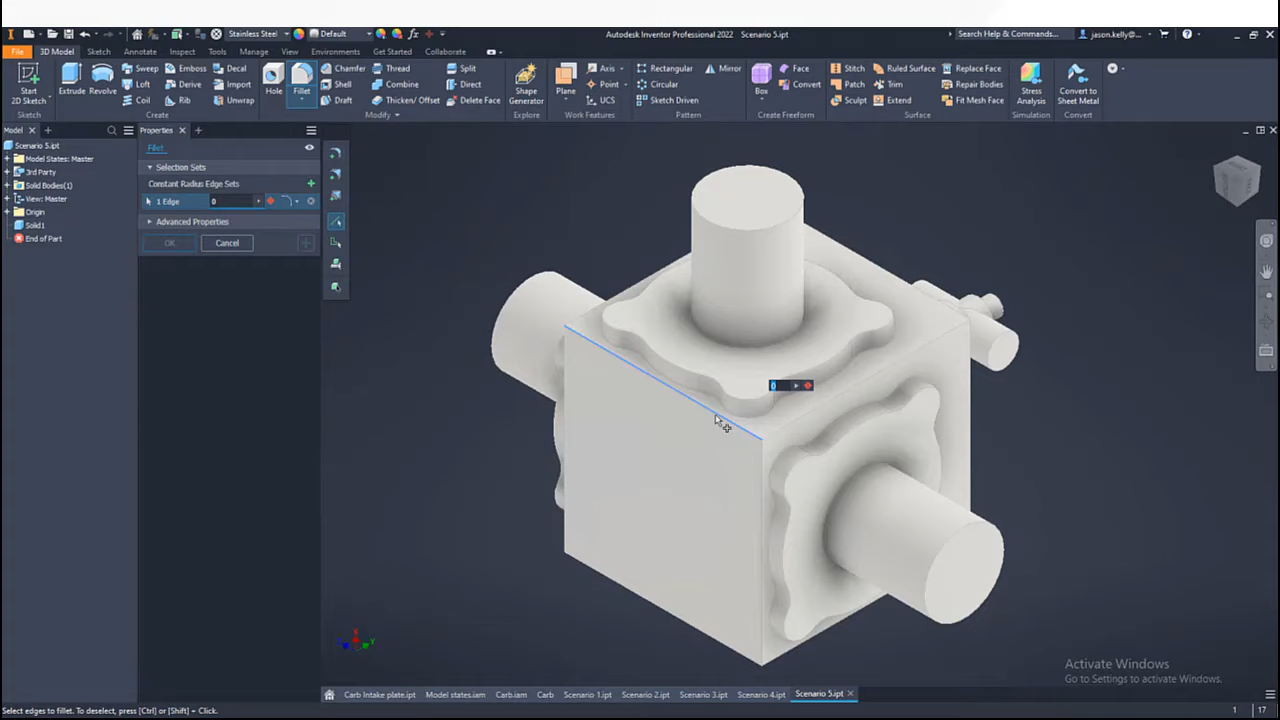 Stainless Steel
Default
Autodesk Inventor Professional 2022 Scenario 5.ipt
Search Help & Commands...
jason.kelly@...
File 3D Model Sketch Annotate Inspect Tools Manage View Environments Collaborate
Start
2D Sketch
Sketch
Extrude Revolve
Sweep Emboss Decal
Loft Derive Import
Coil Rib Unwrap
Create
Hole Fillet
Chamfer Thread Split
Shell Combine Direct
Draft Thicken/ Offset Delete Face
Modify
Shape
Generator
Explore
Plane
Axis
Point
UCS
Work Features
Rectangular Mirror
Circular
Sketch Driven
Pattern
Box Face
Convert
Create Freeform
Stitch Ruled Surface Replace Face
Patch Trim Repair Bodies
Sculpt Extend Fit Mesh Face
Surface
Stress
Analysis
Simulation
Convert to
Sheet Metal
Convert
Model
Properties
Scenario 5.ipt
Model States: Master
3rd Party
Solid Bodies(1)
View: Master
Origin
Solid1
End of Part
Fillet
Selection Sets
Constant Radius Edge Sets
1 Edge 0
Advanced Properties
OK Cancel
0
Activate Windows
Go to Settings to activate Windows.
Carb Intake plate.ipt Model states.iam Carb.iam Carb Scenario 1.ipt Scenario 2.ipt Scenario 3.ipt Scenario 4.ipt Scenario 5.ipt
Select edges to fillet. To deselect, press [Ctrl] or [Shift] + Click.
1 17